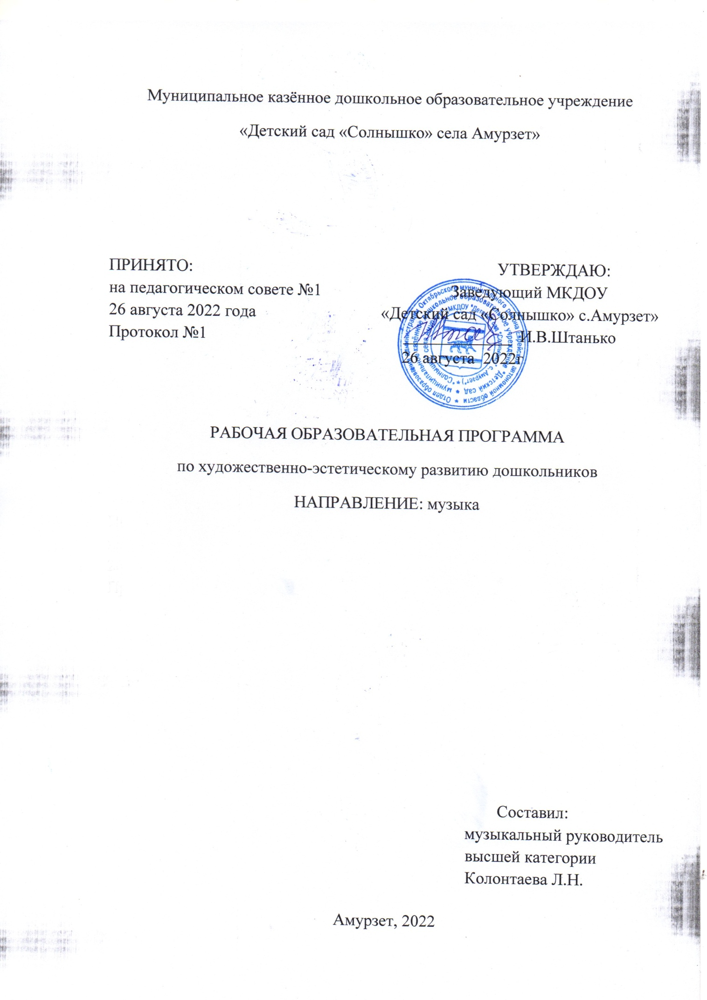 Муниципальное казённое дошкольное образовательное учреждение
«Детский сад «Солнышко» села Амурзет»
ПРИНЯТО:
на педагогическом совете №1
26 августа 2022 года
Протокол №1
УТВЕРЖДАЮ:
Заведующий МКДОУ
«Детский сад «Солнышко» с.Амурзет»
И.В.Штанько
26 августа 2022г
Отдел образования администрации Октябрьского муниципального района Еврейской автономной области *
муниципальное казённое дошкольное образовательное учреждение "Детский сад *
"Солнышко" села Амурзет" МКДОУ "Детский сад "Солнышко" с. Амурзет") *
РАБОЧАЯ ОБРАЗОВАТЕЛЬНАЯ ПРОГРАММА
по художественно-эстетическому развитию дошкольников
НАПРАВЛЕНИЕ: музыка
Составил:
музыкальный руководитель
высшей категории
Колонтаева Л.Н.
Амурзет, 2022